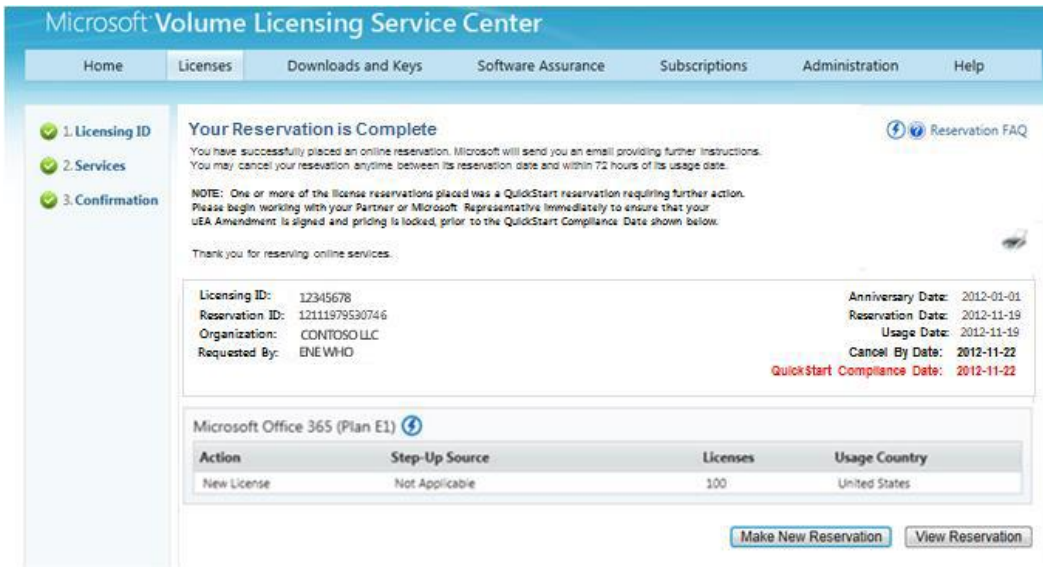 Microsoft Volume Licensing Service Center
Home Licenses Downloads and Keys Software Assurance Subscriptions Administration Help
1. Licensing ID
2. Services
3. Confirmation
Your Reservation is Complete
Reservation FAQ
You have successfully placed an online reservation. Microsoft will send you an email providing further instructions.
You may cancel your resevation anytime between its reservation date and within 72 hours of its usage date.
NOTE: One or more of the license reservations placed was a QuickStart reservation requiring further action.
Please begin working with your Partner or Microsoft Representative immediately to ensure that your
uEA Amendment is signed and pricing is locked, prior to the QuickStart Compliance Date shown below.
Thank you for reserving online services.
Licensing ID: 12345678
Reservation ID: 12111979530746
Organization: CONTOSO LLC
Requested By: ENE WHO
Anniversary Date: 2012-01-01
Reservation Date: 2012-11-19
Usage Date: 2012-11-19
Cancel By Date: 2012-11-22
QuickStart Compliance Date: 2012-11-22
Microsoft Office 365 (Plan E1)
Action Step-Up Source Licenses Usage Country
New License Not Applicable 100 United States
Make New Reservation View Reservation